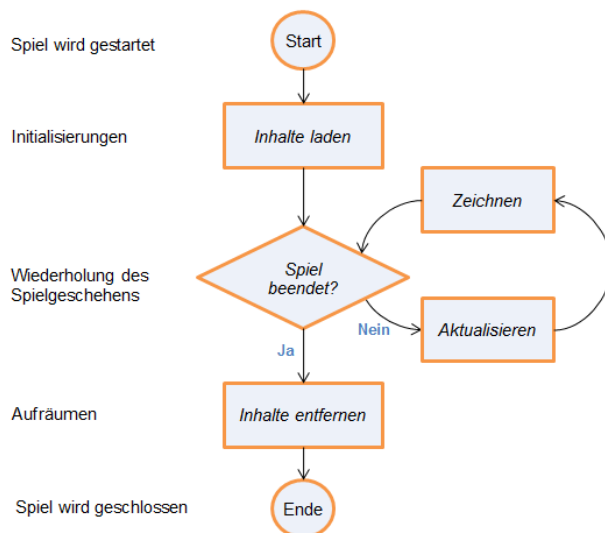 Spiel wird gestartet
Start
Initialisierungen
Inhalte laden
Zeichnen
Wiederholung des
Spielgeschehens
Spiel
beendet?
Nein
Aktualisieren
Ja
Aufräumen
Inhalte entfernen
Spiel wird geschlossen
Ende